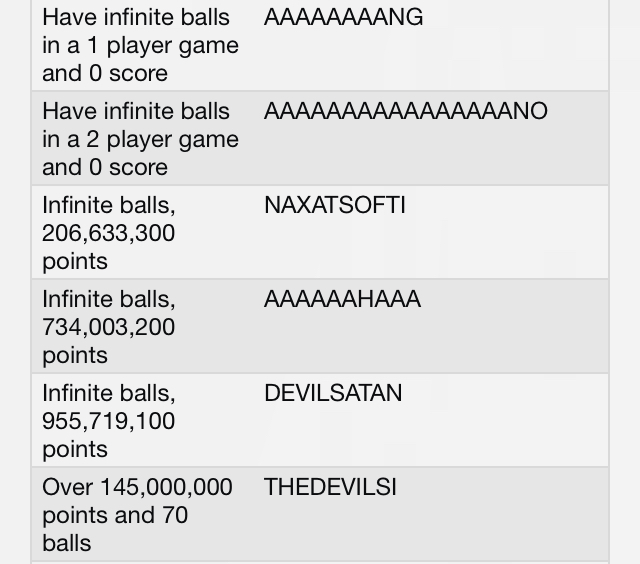 Have infinite balls AAAAAAAANG
in a 1 player game
and 0 score
Have infinite balls AAAAAAAAAAAAAAAANO
in a 2 player game
and 0 score
Infinite balls, NAXATSOFTI
206,633,300
points
Infinite balls, AAAAAAHAAA
734,003,200
points
Infinite balls, DEVILSATAN
955,719,100
points
Over 145,000,000 THEDEVILSI
points and 70
balls